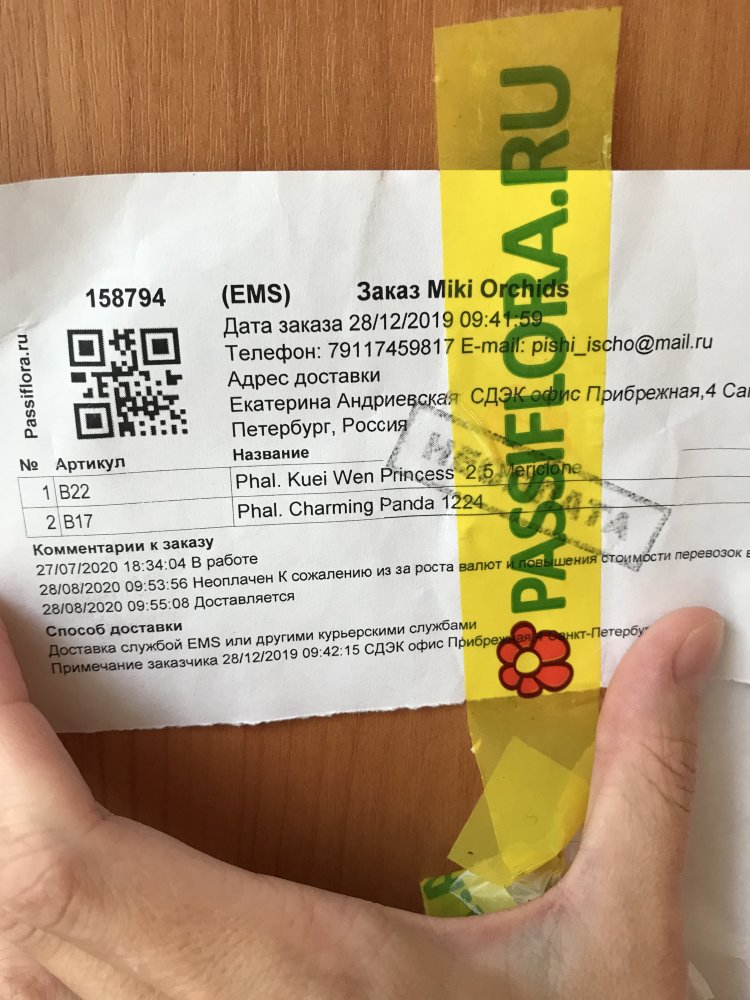 PASSIFLORA.RU
158794 (EMS) Заказ Miki Orchids
Passiflora.ru
Дата заказа 28/12/2019 09:41:59
Телефон: 79117459817 E-mail: pishi_ischo@mail.ru
Адрес доставки
Екатерина Андриевская СДЭК офис Прибрежная,4
Петербург, Россия
№ Артикул Название
1 B22 Phal. Kuei Wen Princess 2,5 Mericlone
2 B17 Phal. Charming Panda 1224
Комментарии к заказу
27/07/2020 18:34:04 В работе
28/08/2020 09:53:56 Неоплачен К сожалению из за роста валют и повышения стоимости перевозок
28/08/2020 09:55:08 Доставляется
Способ доставки
Доставка службой EMS или другими курьерскими службами
Примечание заказчика 28/12/2019 09:42:15 СДЭК офис Прибрежная,4